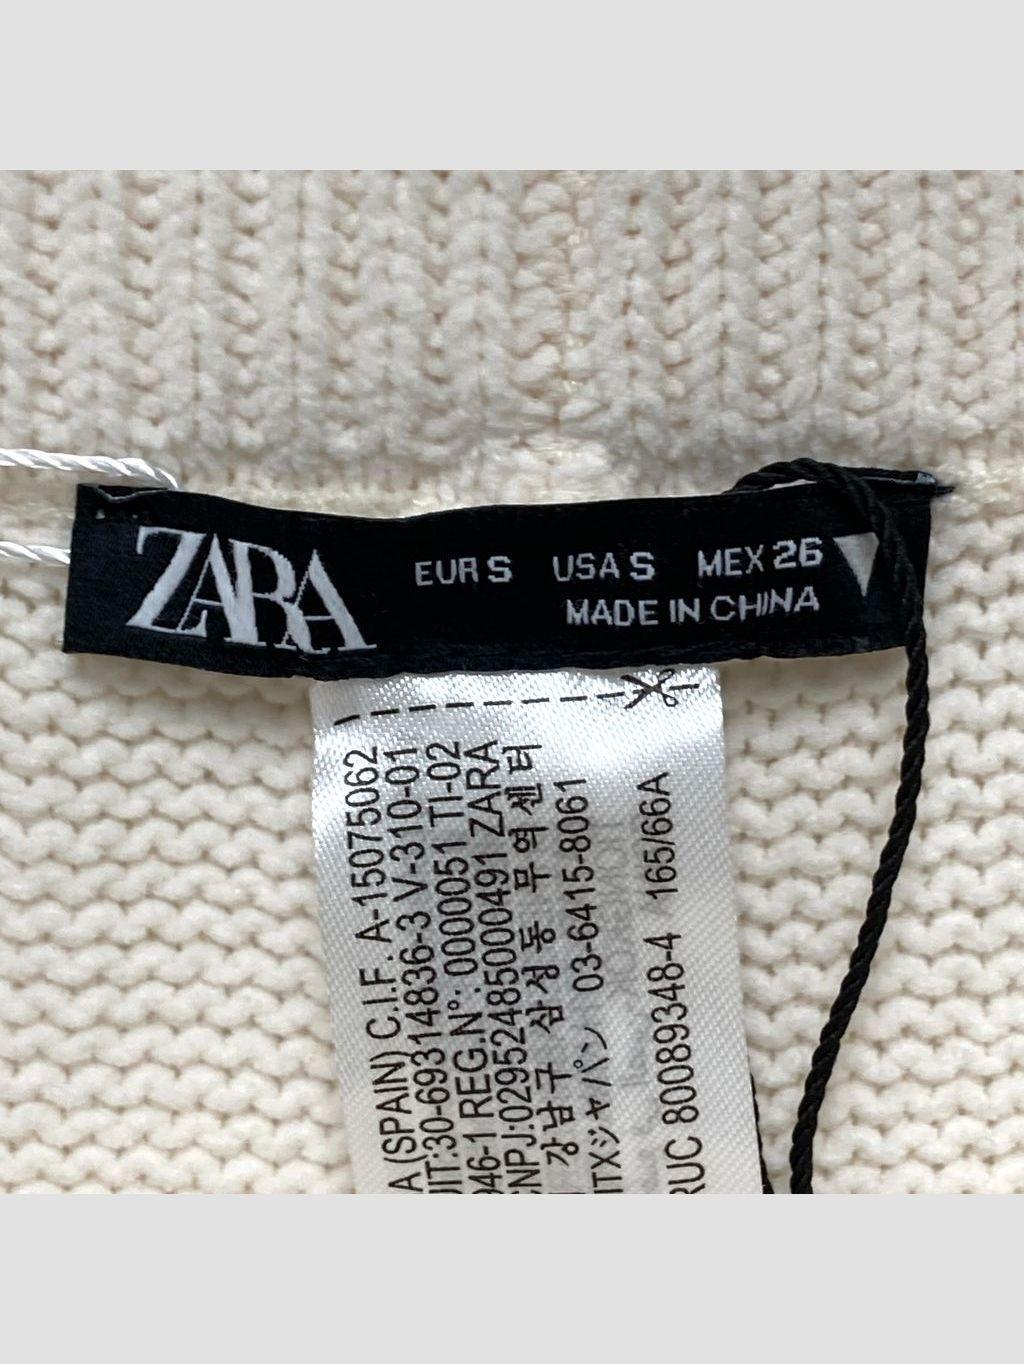 ZARA
EUR S USA S MEX 26
MADE IN CHINA
A (SPAIN) C.I.F. A-15075062
UIT:30-69314836-3 V-310-01
946-1 REG.N°: 0000051 TI-02
CNPJ:02952485000491 ZARA
강남구 삼성동 무역센터
ITXジャパン 03-6415-8061
RUC 80089348-4 165/66A